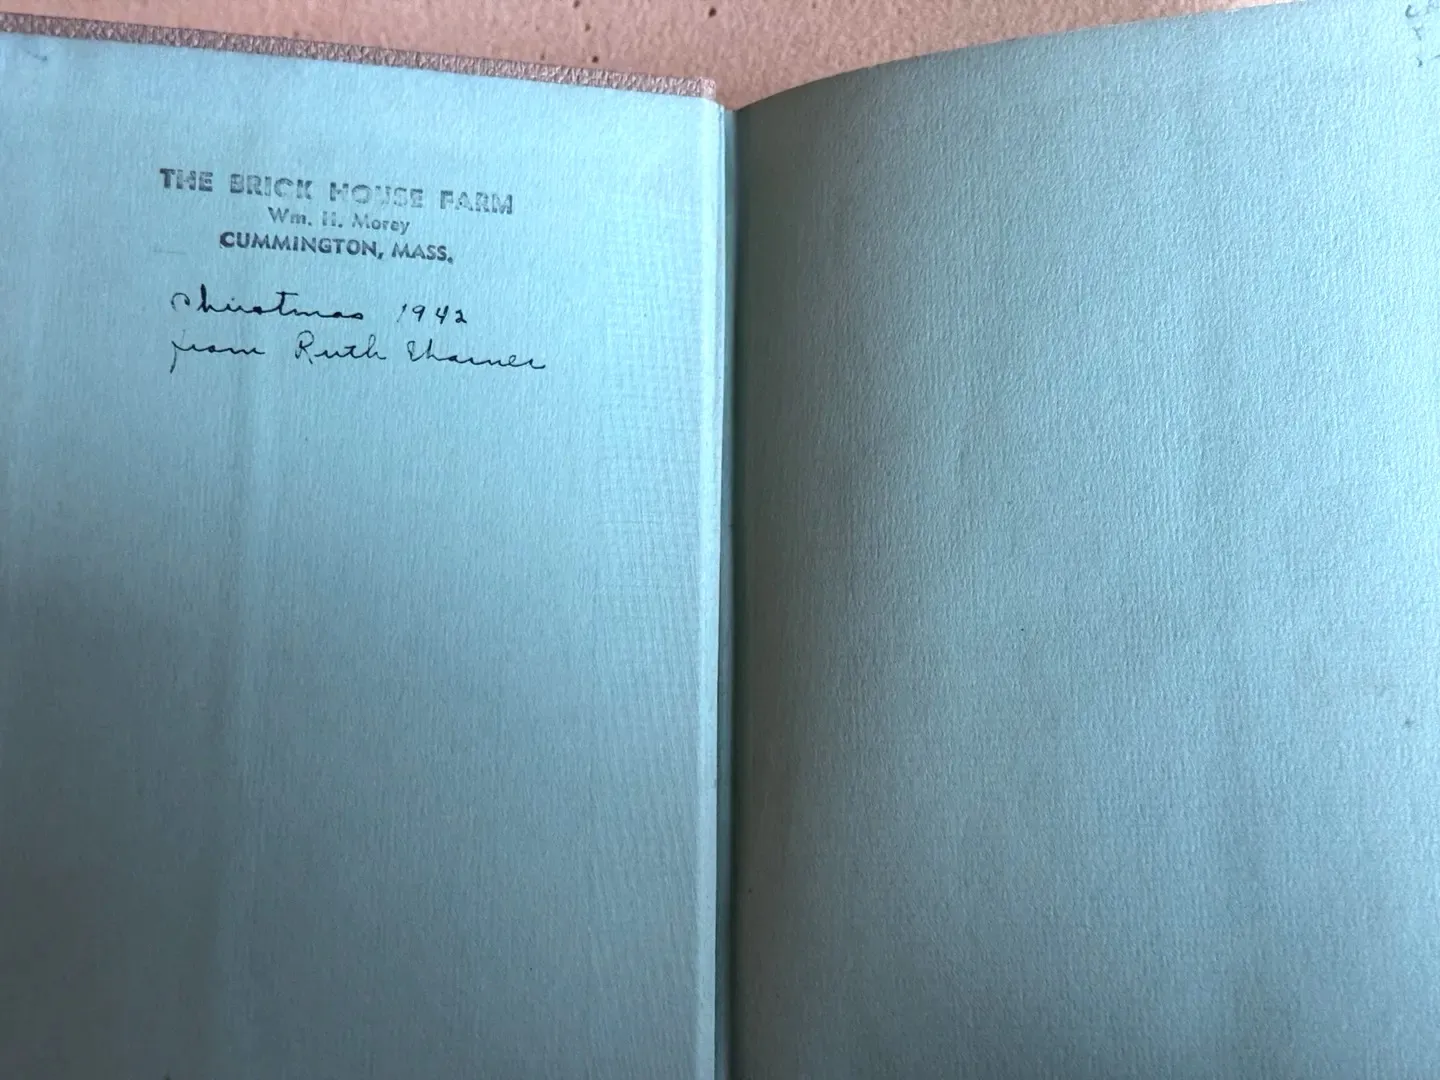 THE BRICK HOUSE FARM
Wm. H. Morey
CUMMINGTON, MASS.
Christmas 1942
from Ruth